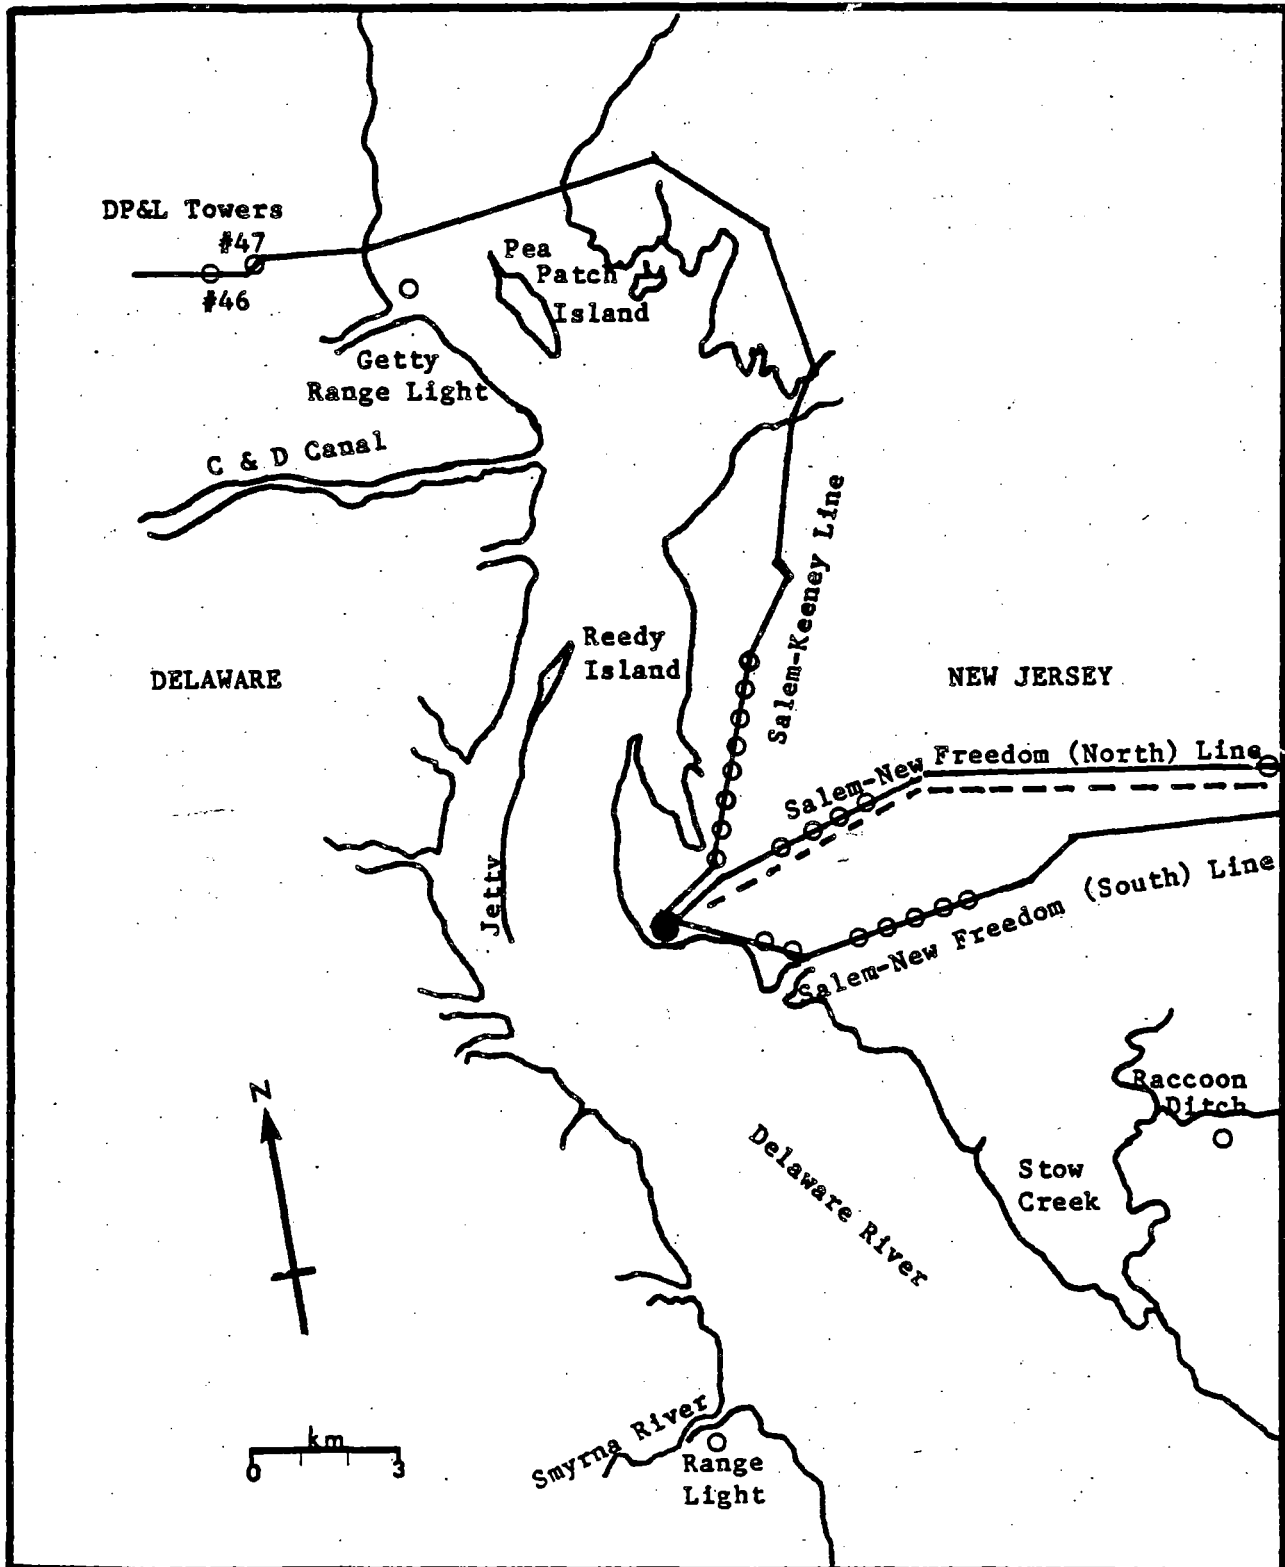 DP&L Towers
#47
#46
Pea
Patch
Island
Getty
Range Light
C & D Canal
Salem-Keeney Line
Reedy
Island
DELAWARE
NEW JERSEY
Salem-New Freedom (North) Line
Jetty
Salem-New Freedom (South) Line
Raccoon
Ditch
N
Delaware River
Stow
Creek
km
0 3
Smyrna River
Range
Light